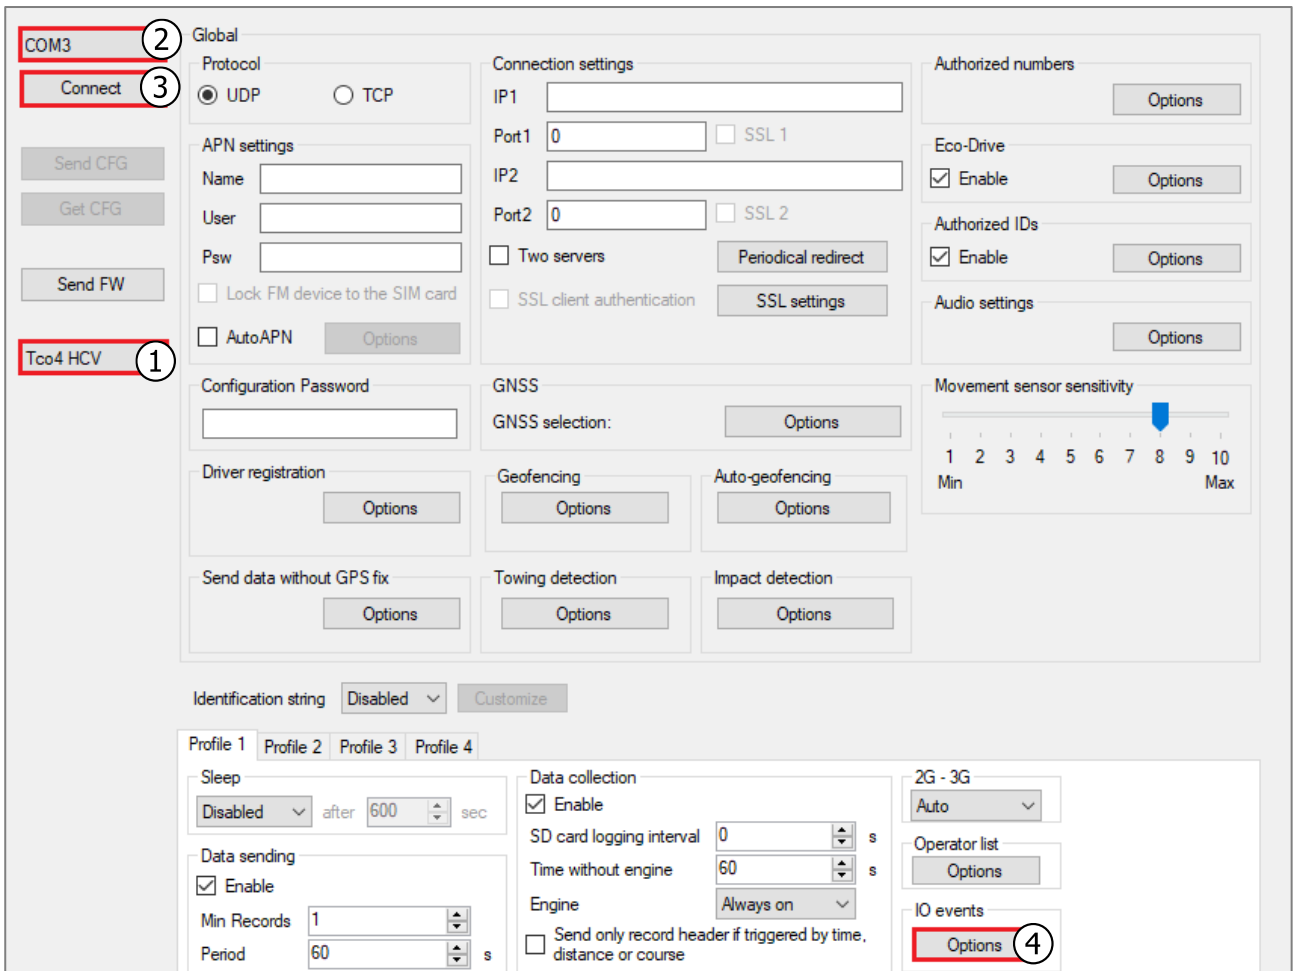 COM3
2
Connect
3
Send CFG
Get CFG
Send FW
Tco4 HCV
1
Global
Protocol
UDP
TCP
APN settings
Name
User
Psw
Lock FM device to the SIM card
AutoAPN
Options
Configuration Password
Driver registration
Options
Send data without GPS fix
Options
Connection settings
IP1
Port1
0
SSL 1
IP2
Port2
0
SSL 2
Two servers
Periodical redirect
SSL client authentication
SSL settings
GNSS
GNSS selection:
Options
Geofencing
Options
Auto-geofencing
Options
Towing detection
Options
Impact detection
Options
Authorized numbers
Options
Eco-Drive
Enable
Options
Authorized IDs
Enable
Options
Audio settings
Options
Movement sensor sensitivity
1 2 3 4 5 6 7 8 9 10
Min
Max
Identification string
Disabled
Customize
Profile 1
Profile 2
Profile 3
Profile 4
Sleep
Disabled
after
600
sec
Data sending
Enable
Min Records
1
Period
60
s
Data collection
Enable
SD card logging interval
0
s
Time without engine
60
s
Engine
Always on
Send only record header if triggered by time,
distance or course
2G - 3G
Auto
Operator list
Options
IO events
Options
4